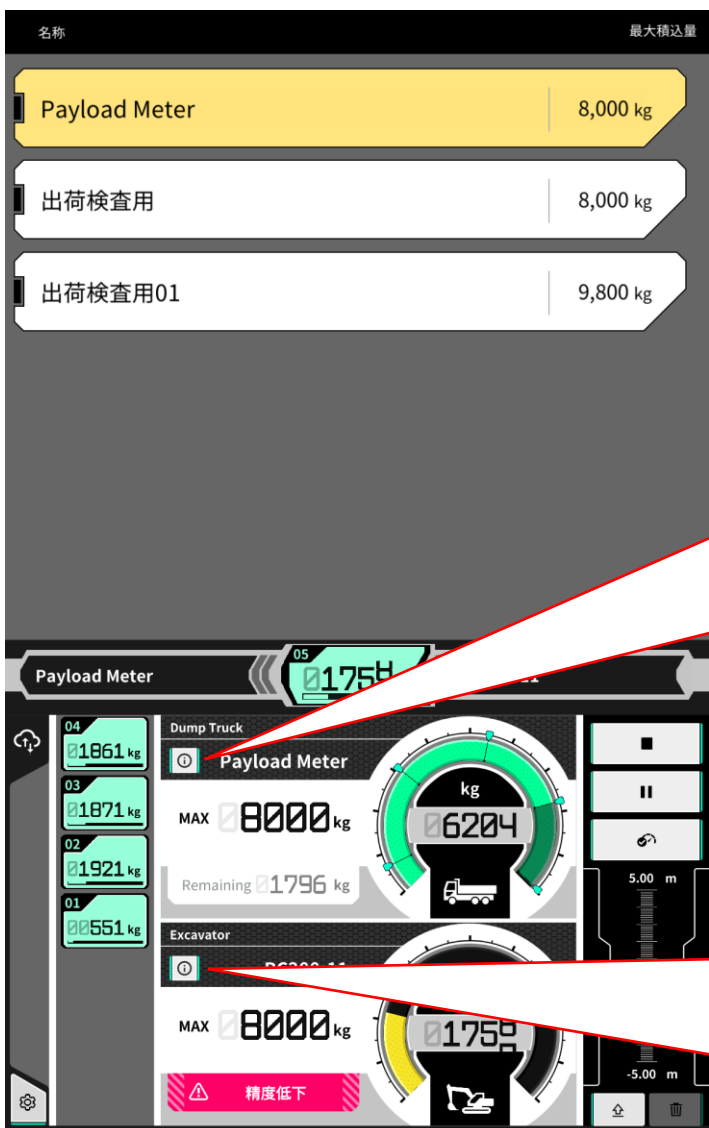 名称 最大積込量
Payload Meter 8,000 kg
出荷検査用 8,000 kg
出荷検査用01 9,800 kg
05
Payload Meter
04
01861 kg
03
01871 kg
02
01921 kg
01
00551 kg
Dump Truck
Payload Meter
MAX 08000 kg
Remaining 01796 kg
kg
06204
Excavator
MAX 08000 kg
精度低下
5.00 m
-5.00 m